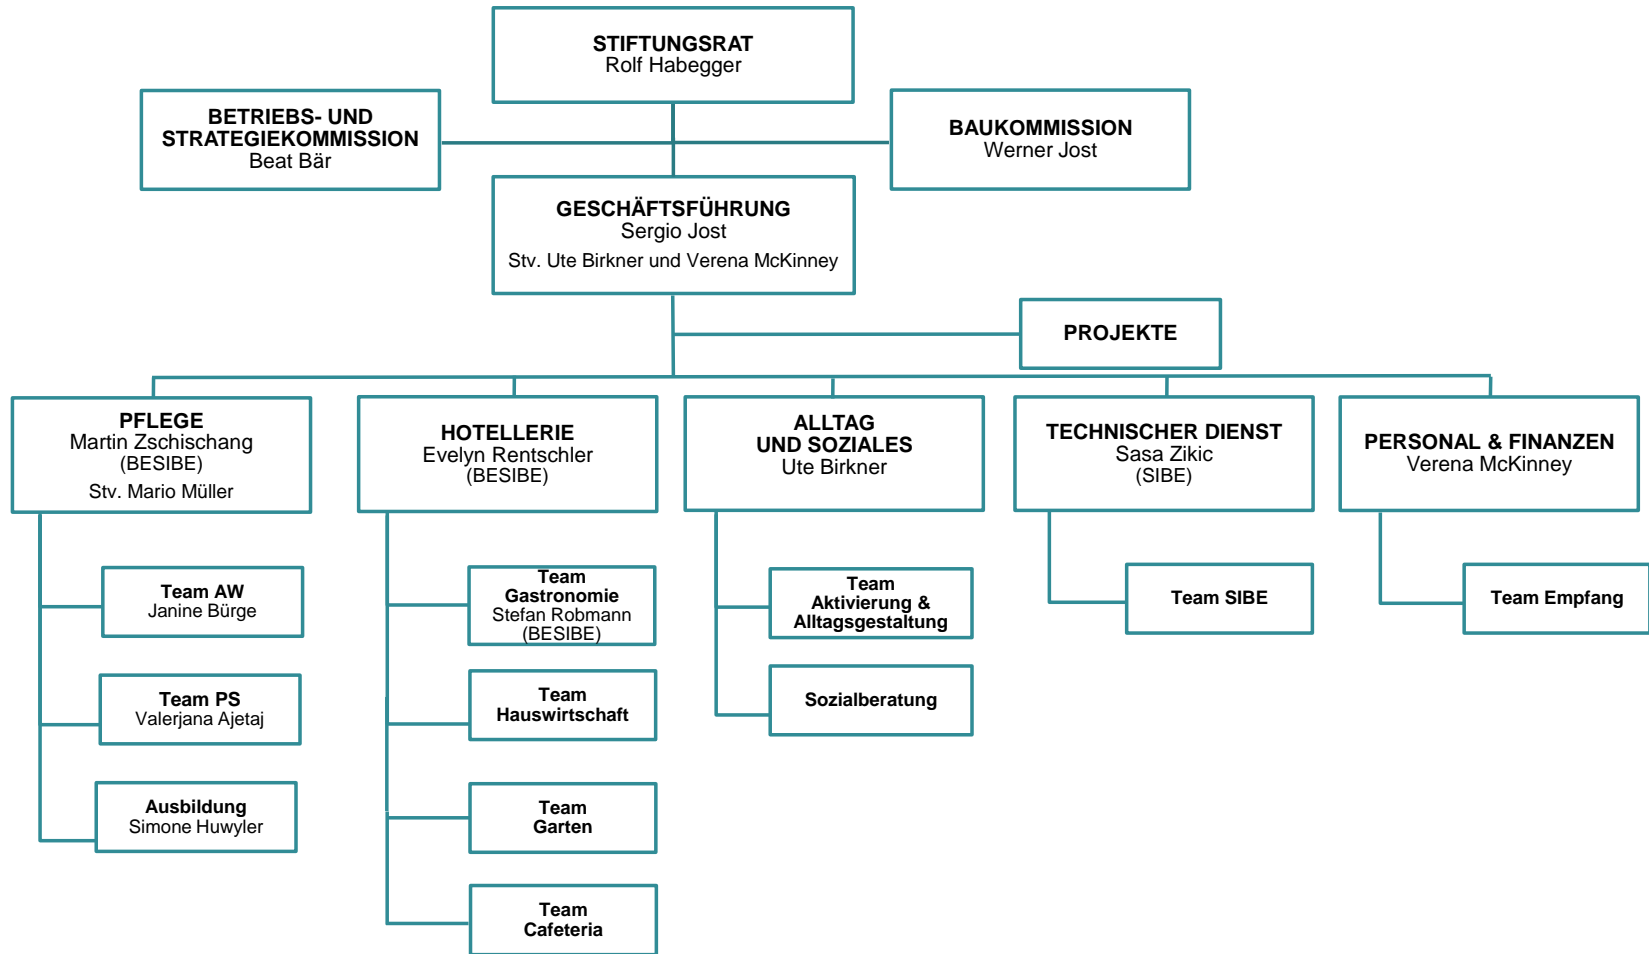 STIFTUNGSRAT
Rolf Habegger
BETRIEBS- UND
STRATEGIEKOMMISSION
Beat Bär
BAUKOMMISSION
Werner Jost
GESCHÄFTSFÜHRUNG
Sergio Jost
Stv. Ute Birkner und Verena McKinney
PROJEKTE
PFLEGE
Martin Zschischang
(BESIBE)
Stv. Mario Müller
HOTELLERIE
Evelyn Rentschler
(BESIBE)
ALLTAG
UND SOZIALES
Ute Birkner
TECHNISCHER DIENST
Sasa Zikic
(SIBE)
PERSONAL & FINANZEN
Verena McKinney
Team AW
Janine Bürge
Team PS
Valerjana Ajetaj
Ausbildung
Simone Huwyler
Team
Gastronomie
Stefan Robmann
(BESIBE)
Team
Hauswirtschaft
Team
Garten
Team
Cafeteria
Team
Aktivierung &
Alltagsgestaltung
Sozialberatung
Team SIBE
Team Empfang